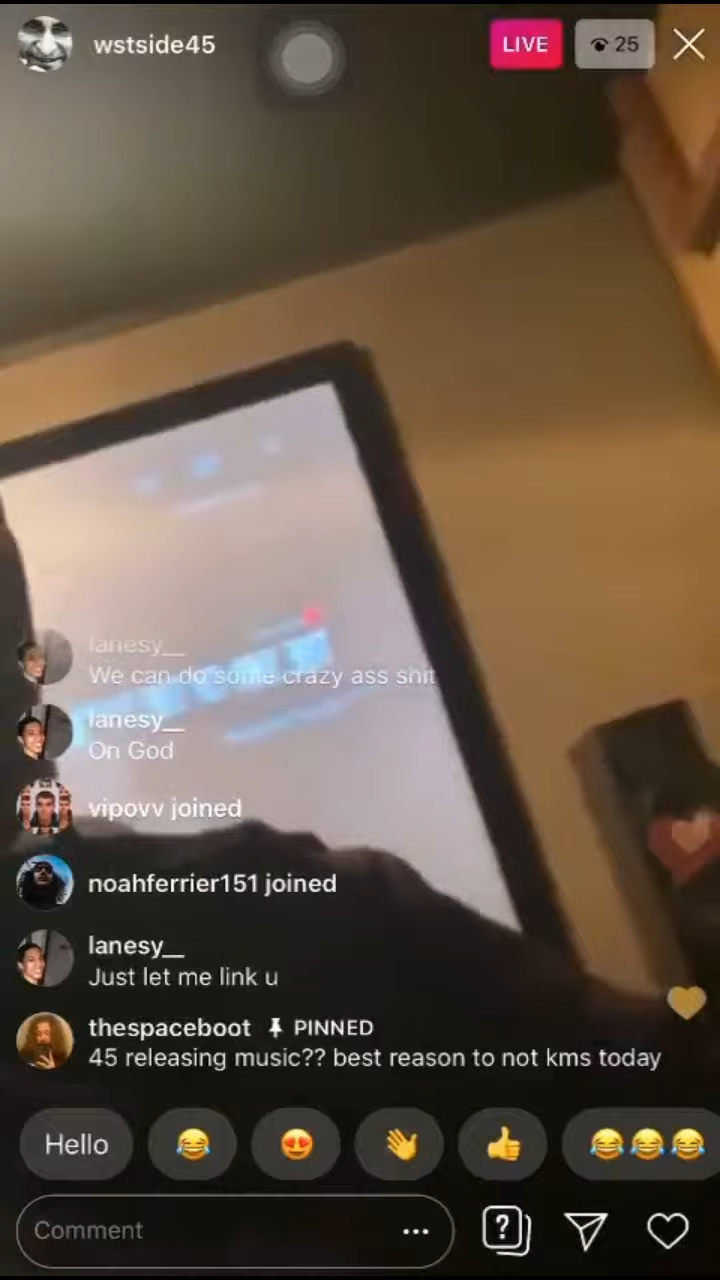 wstside45
LIVE
25
lanesy__
We can do some crazy ass shit
lanesy__
On God
vipovv joined
noahferrier151 joined
lanesy__
Just let me link u
thespaceboot PINNED
45 releasing music?? best reason to not kms today
Hello
Comment